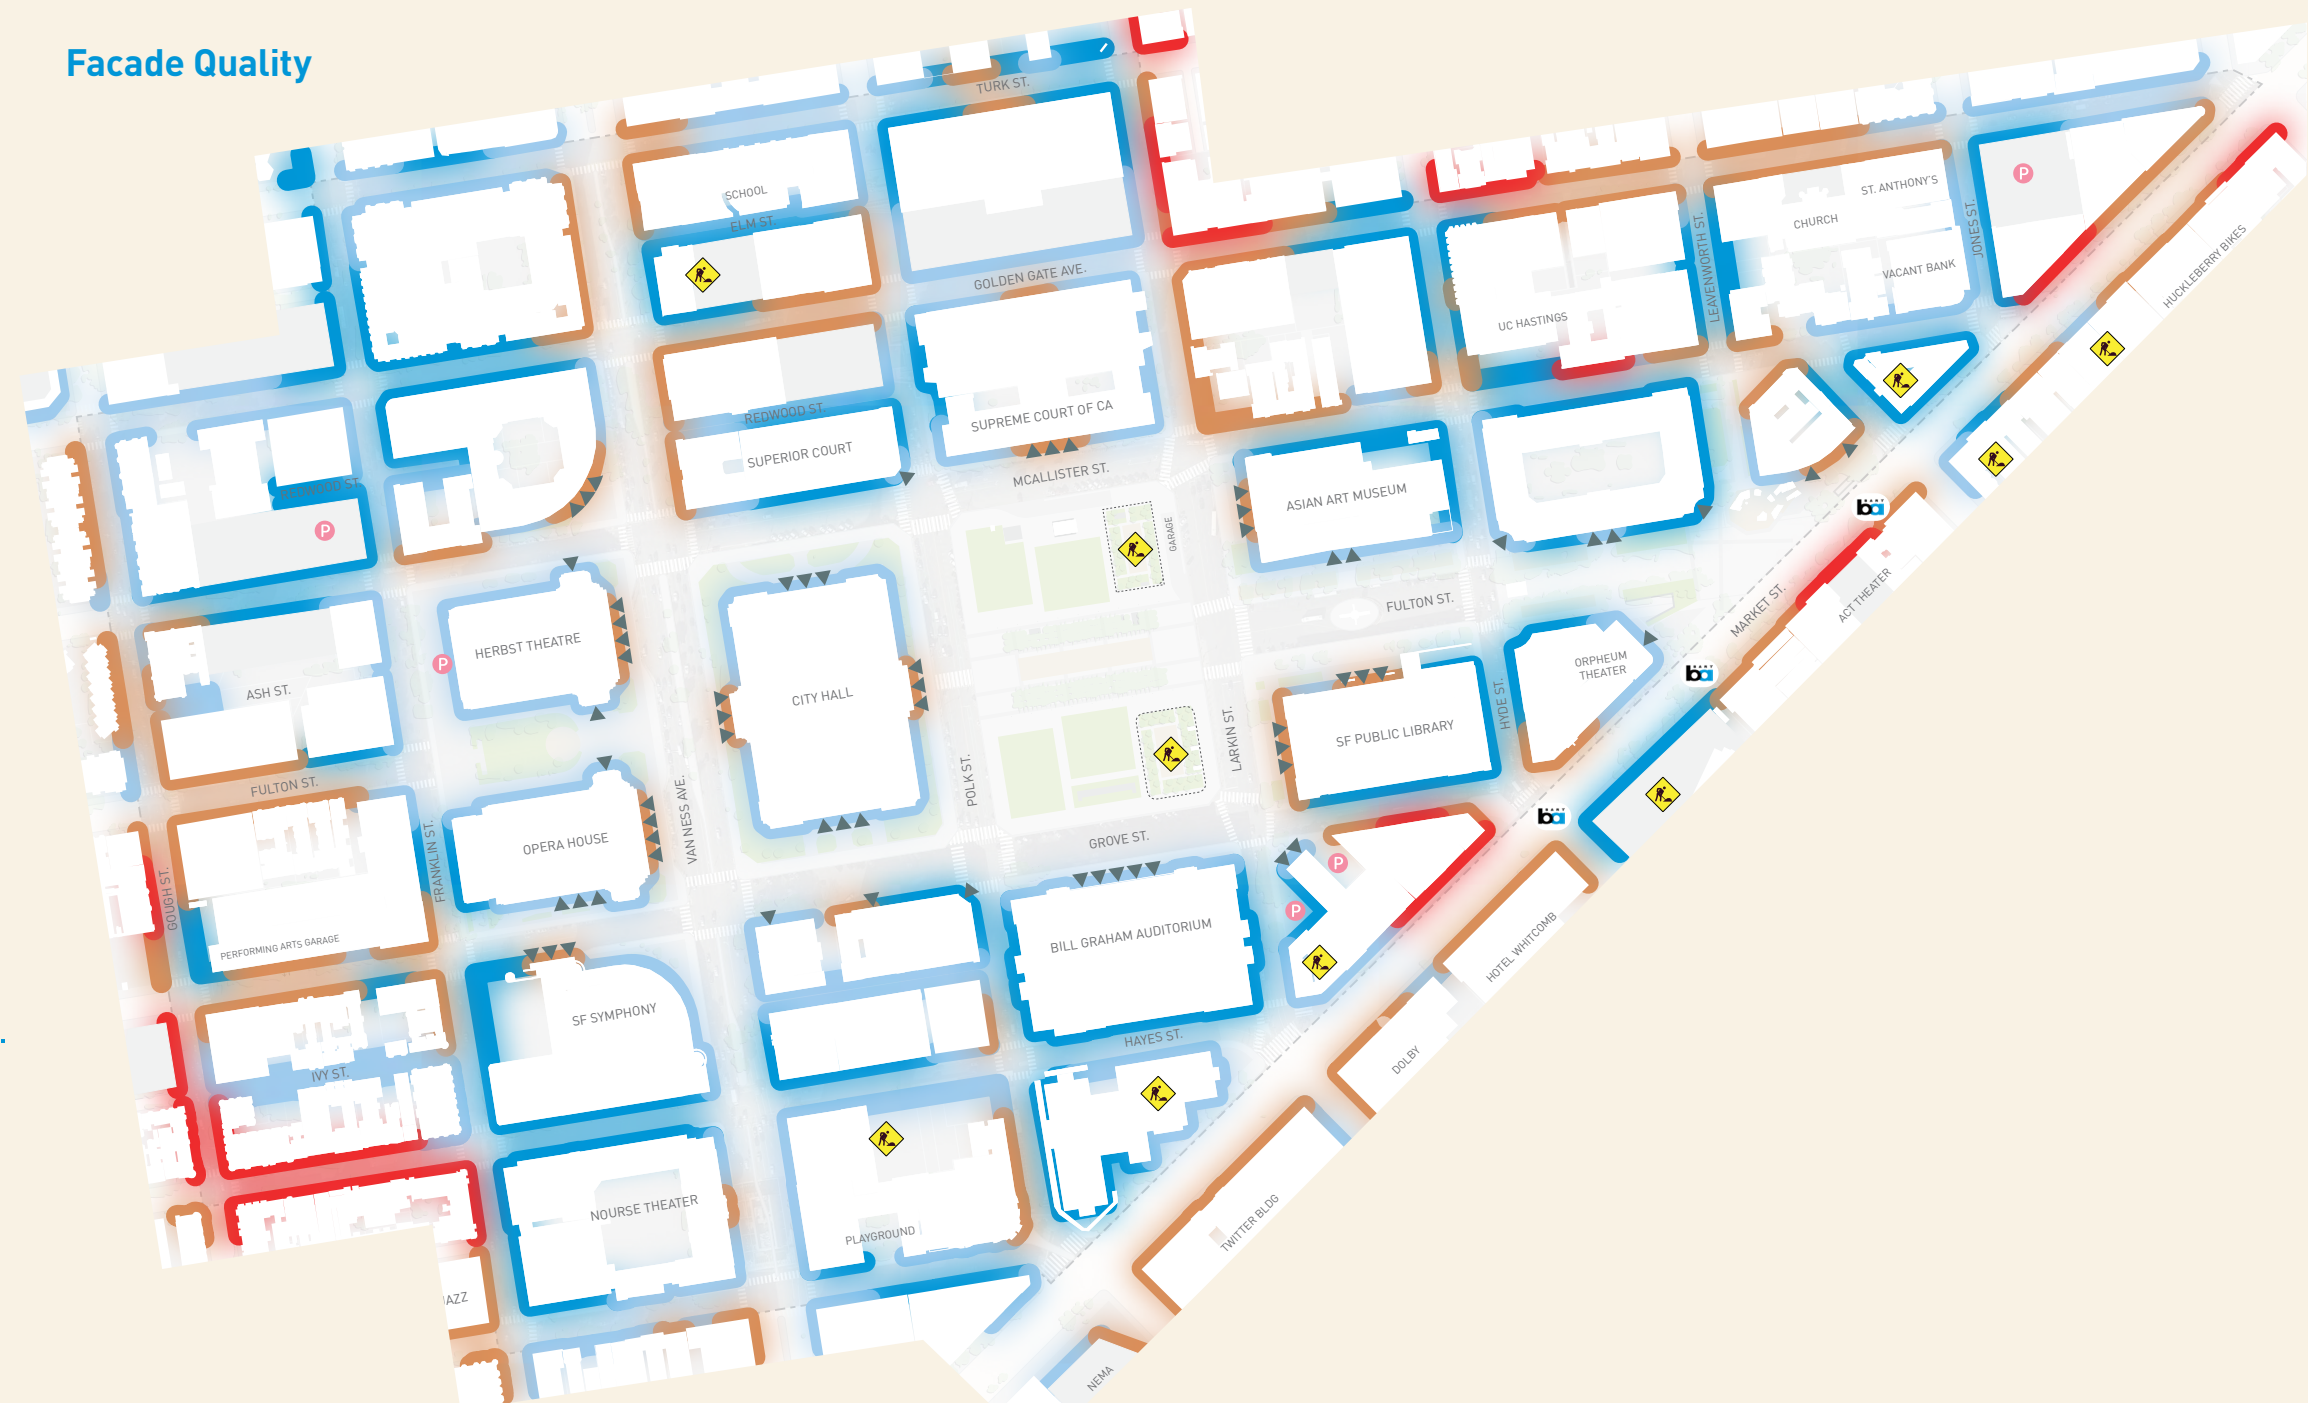 Facade Quality
TURK ST.
SCHOOL
ELM ST.
ST. ANTHONY'S
CHURCH
P
JONES ST.
HUCKLEBERRY BIKES
VACANT BANK
LEAVENWORTH ST.
GOLDEN GATE AVE.
UC HASTINGS
REDWOOD ST.
SUPREME COURT OF CA
SUPERIOR COURT
MCALLISTER ST.
REDWOOD ST.
P
ASIAN ART MUSEUM
GARAGE
ba
ACT THEATER
MARKET ST.
FULTON ST.
HERBST THEATRE
P
ASH ST.
CITY HALL
ORPHEUM
THEATER
ba
HYDE ST.
SF PUBLIC LIBRARY
LARKIN ST.
POLK ST.
FULTON ST.
VAN NESS AVE.
OPERA HOUSE
FRANKLIN ST.
GROVE ST.
ba
P
GOUGH ST.
P
PERFORMING ARTS GARAGE
BILL GRAHAM AUDITORIUM
HOTEL WHITCOMB
SF SYMPHONY
HAYES ST.
DOLBY
IVY ST.
NOURSE THEATER
PLAYGROUND
TWITTER BLDG
JAZZ
NEMA